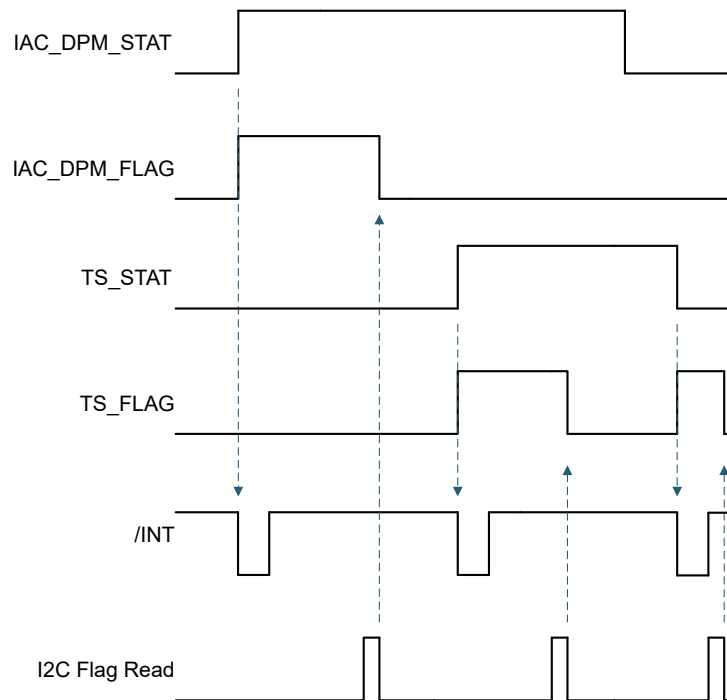 IAC_DPM_STAT
IAC_DPM_FLAG
TS_STAT
TS_FLAG
/INT
I2C Flag Read